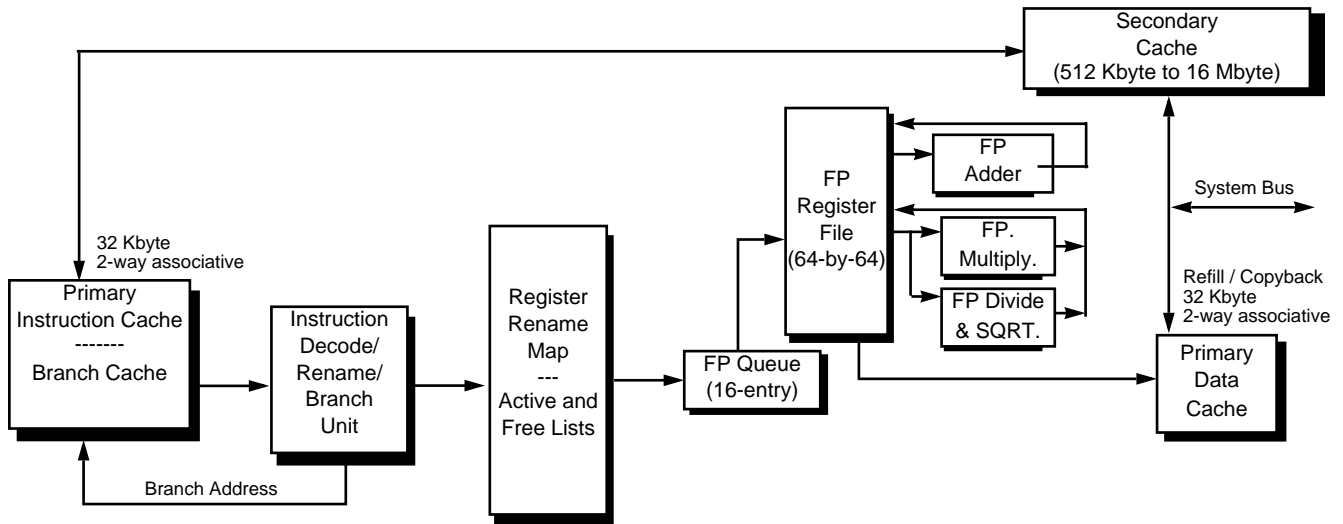 Secondary
Cache
(512 Kbyte to 16 Mbyte)
FP
Adder
FP
Register
File
(64-by-64)
System Bus
FP.
Multiply.
FP Divide
& SQRT.
32 Kbyte
2-way associative
Primary
Instruction Cache
-------
Branch Cache
Instruction
Decode/
Rename/
Branch
Unit
Register
Rename
Map
---
Active and
Free Lists
FP Queue
(16-entry)
Refill / Copyback
32 Kbyte
2-way associative
Primary
Data
Cache
Branch Address